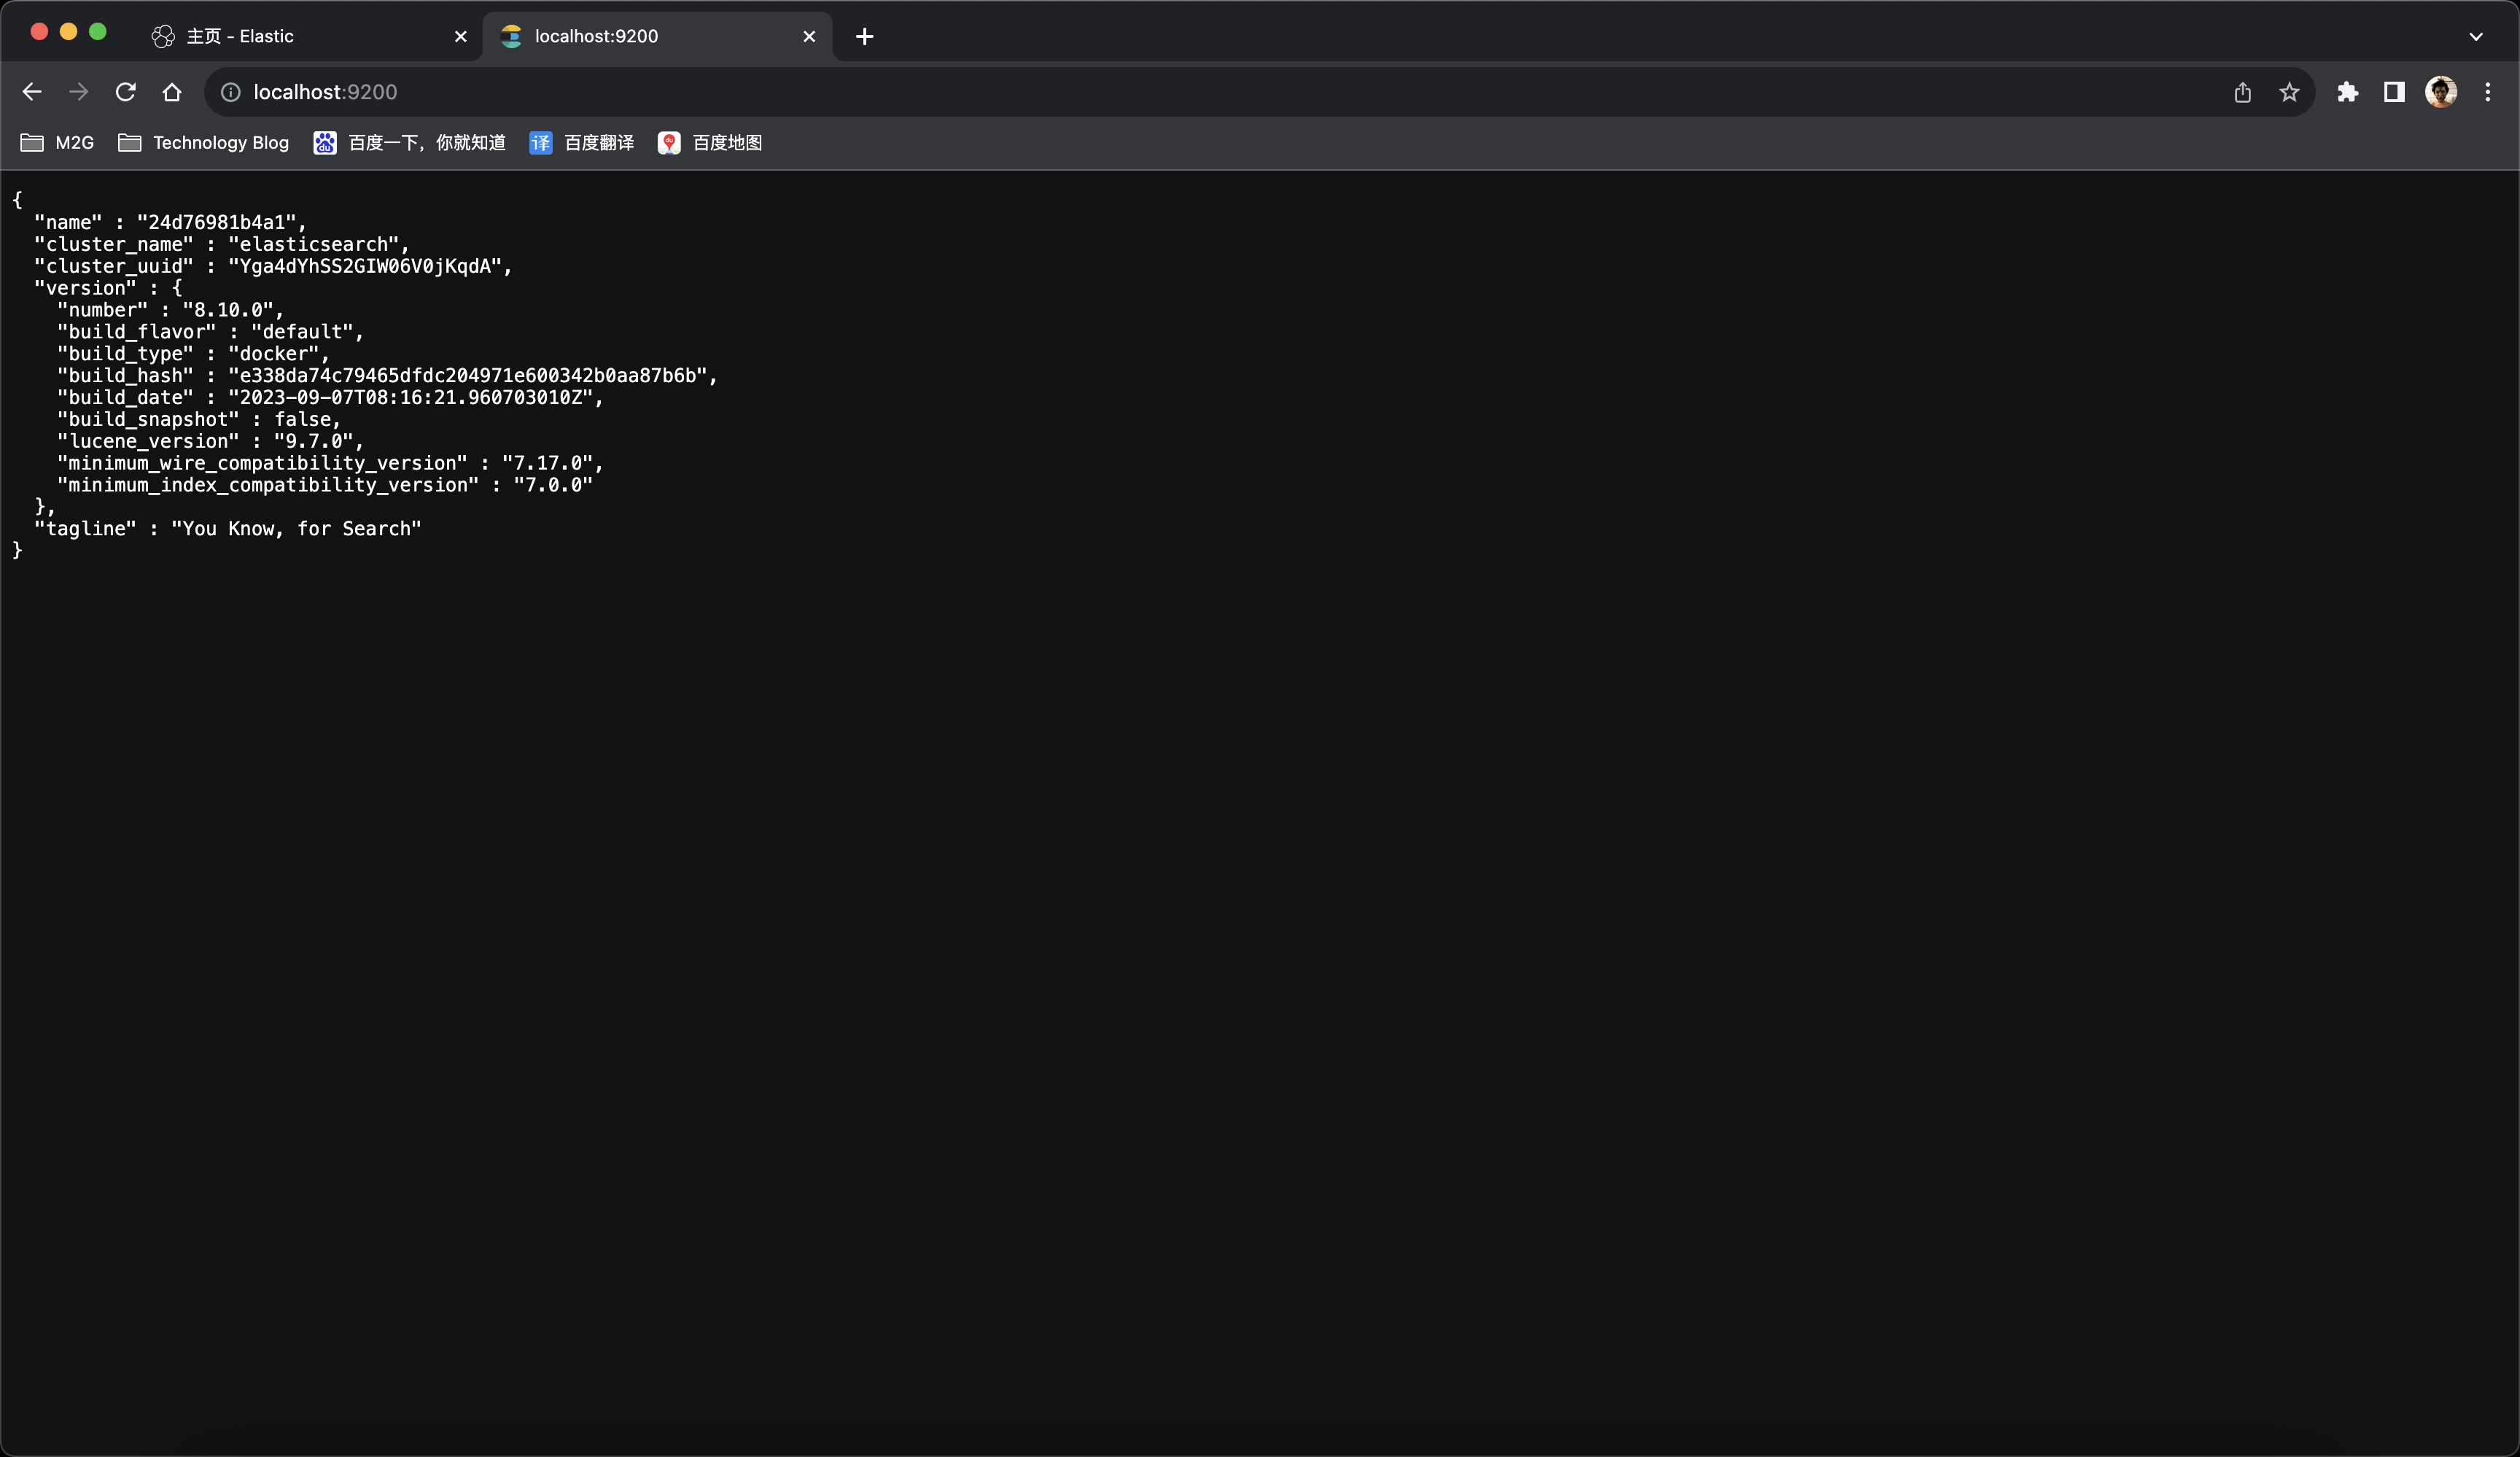 主页 - Elastic
localhost:9200
localhost:9200
M2G
Technology Blog
du
百度一下，你就知道
译
百度翻译
du
百度地图
{
  "name" : "24d76981b4a1",
  "cluster_name" : "elasticsearch",
  "cluster_uuid" : "Yga4dYhSS2GIW06V0jKqdA",
  "version" : {
    "number" : "8.10.0",
    "build_flavor" : "default",
    "build_type" : "docker",
    "build_hash" : "e338da74c79465dfdc204971e600342b0aa87b6b",
    "build_date" : "2023-09-07T08:16:21.960703010Z",
    "build_snapshot" : false,
    "lucene_version" : "9.7.0",
    "minimum_wire_compatibility_version" : "7.17.0",
    "minimum_index_compatibility_version" : "7.0.0"
  },
  "tagline" : "You Know, for Search"
}